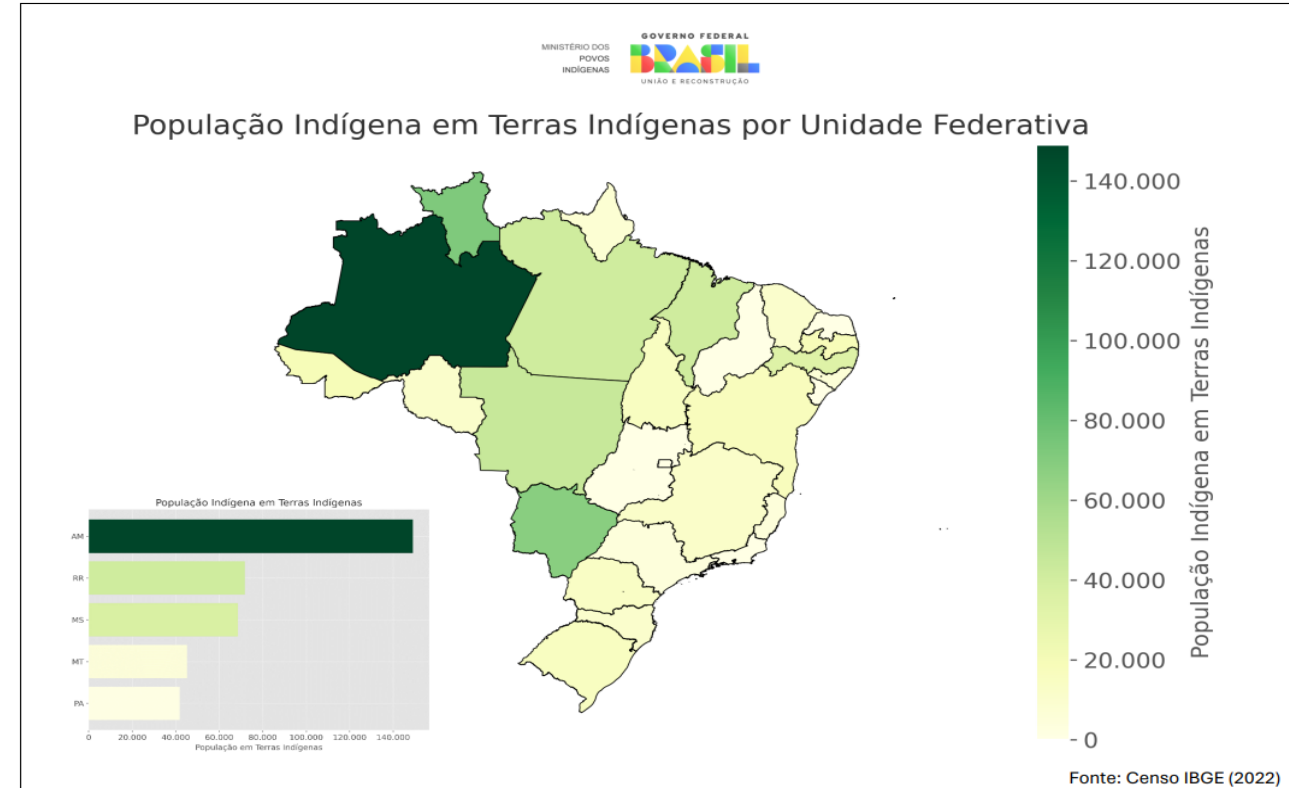 MINISTÉRIO DOS
POVOS
INDÍGENAS
GOVERNO FEDERAL
BRASIL
UNIÃO E RECONSTRUÇÃO
População Indígena em Terras Indígenas por Unidade Federativa
140.000
120.000
100.000
80.000
60.000
40.000
20.000
0
População Indígena em Terras Indígenas
População Indígena em Terras Indígenas
AM
RR
MS
MT
PA
0 20.000 40.000 60.000 80.000 100.000 120.000 140.000
População em Terras Indígenas
Fonte: Censo IBGE (2022)